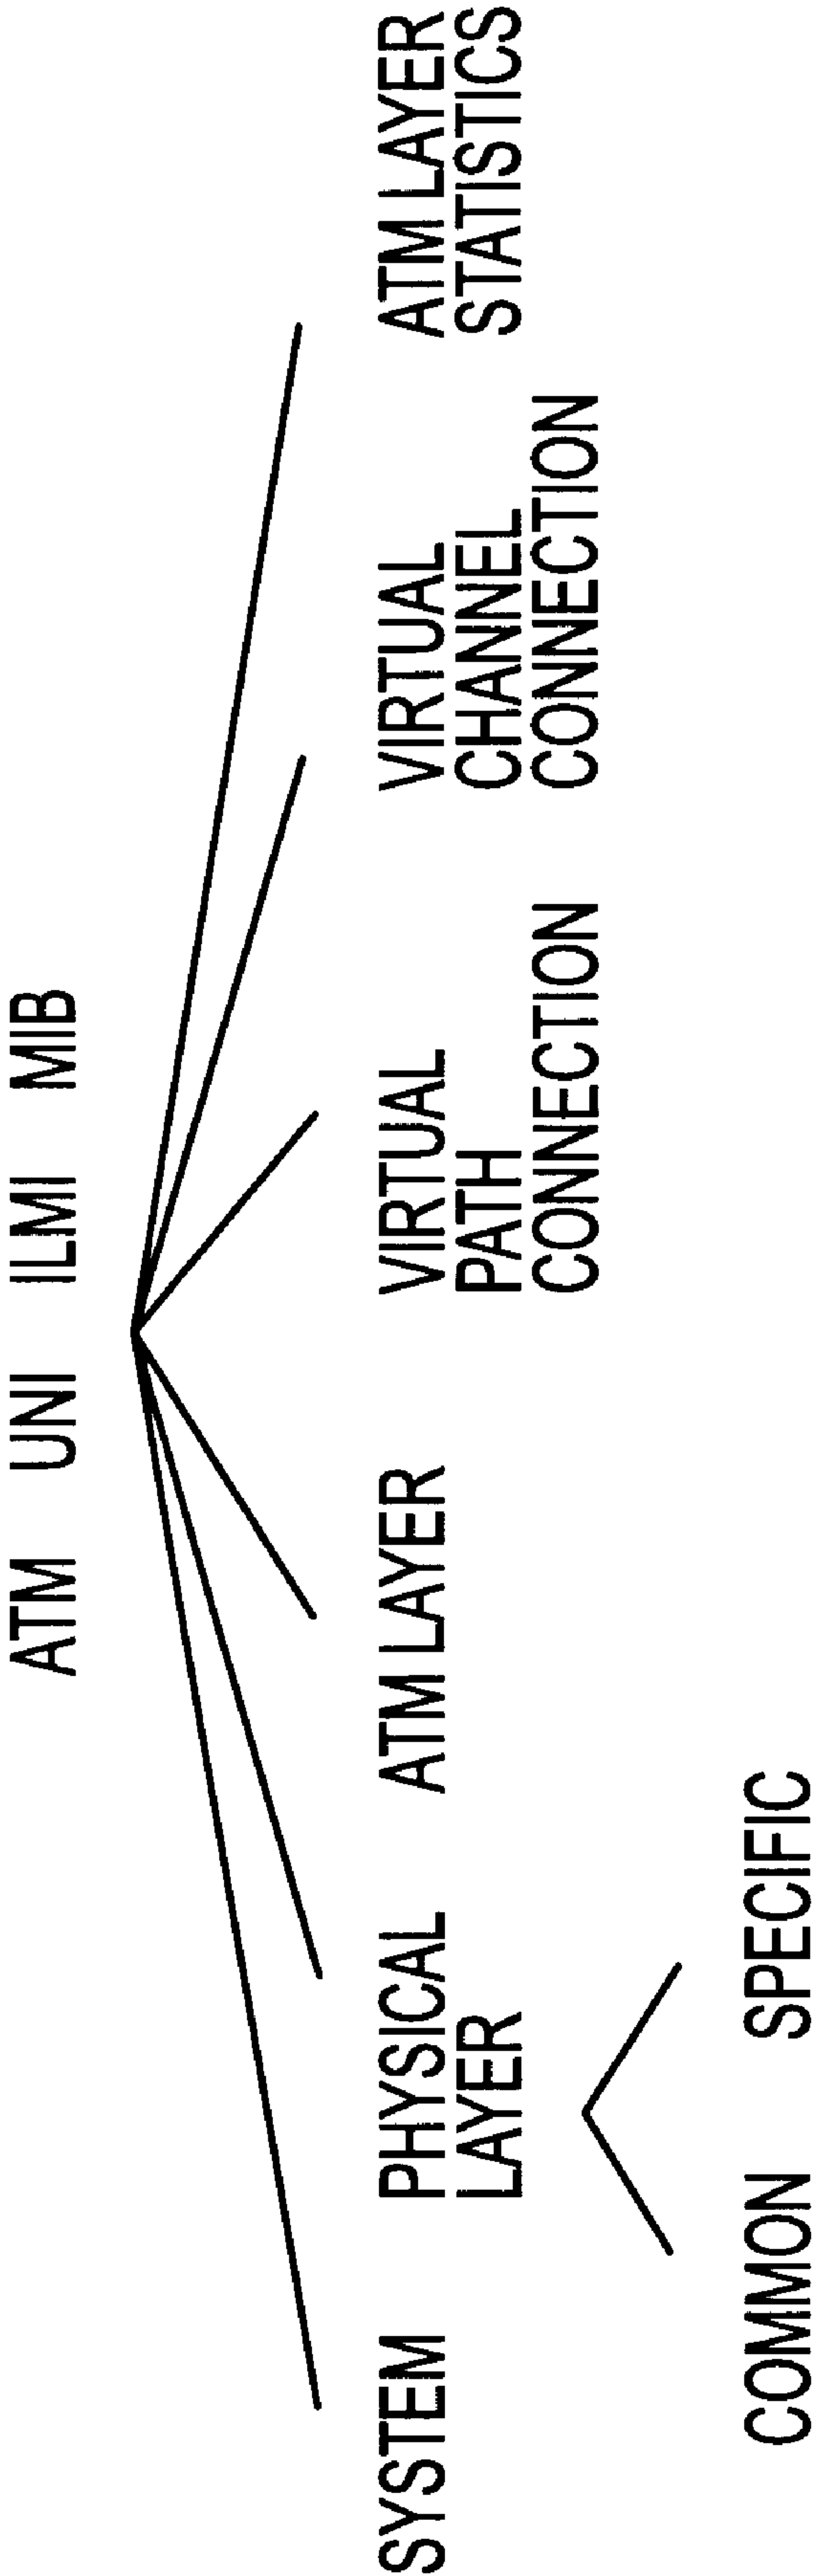 ATM UNI ILMI MIB
SYSTEM
PHYSICAL
LAYER
ATM LAYER
VIRTUAL
PATH
CONNECTION
VIRTUAL
CHANNEL
CONNECTION
ATM LAYER
STATISTICS
COMMON
SPECIFIC